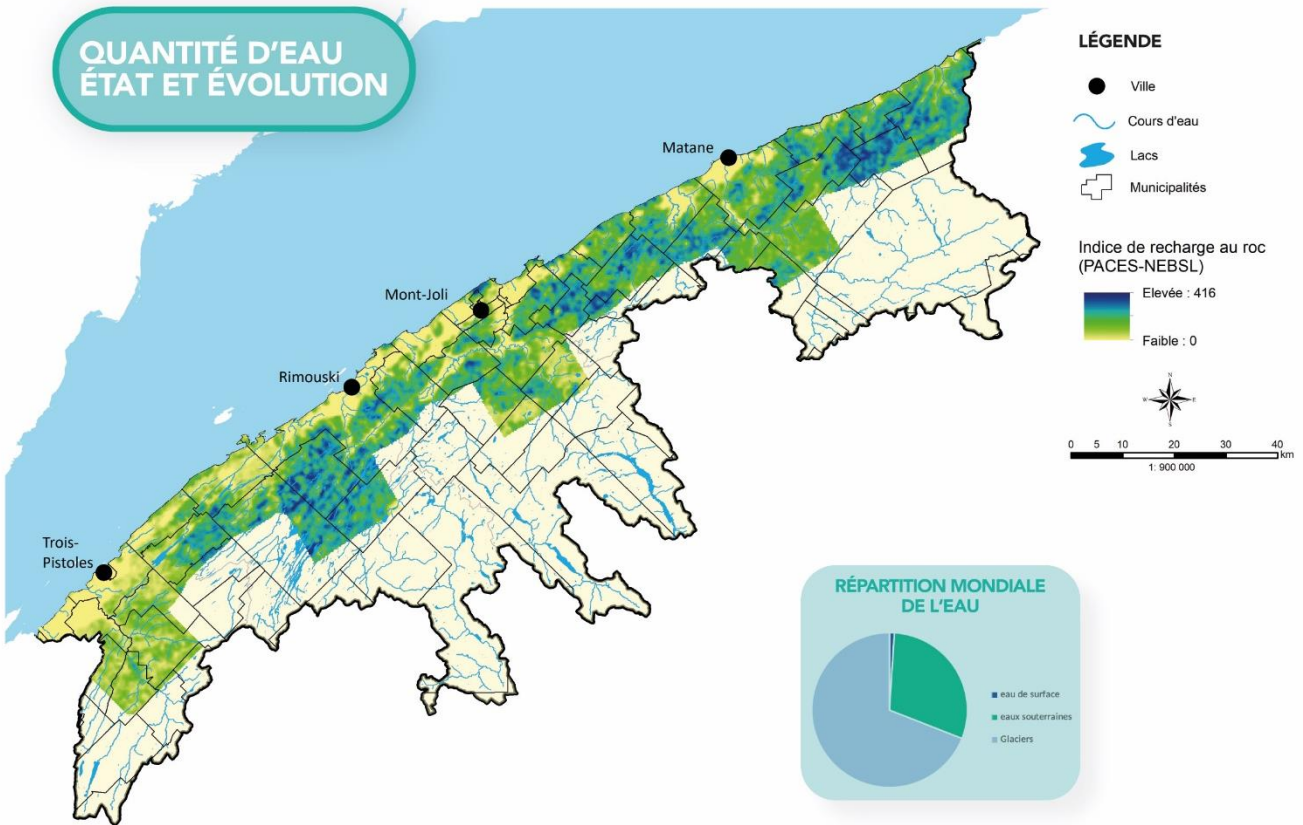 QUANTITÉ D'EAU
ÉTAT ET ÉVOLUTION
Matane
Mont-Joli
Rimouski
Trois-
Pistoles
LÉGENDE
Ville
Cours d'eau
Lacs
Municipalités
Indice de recharge au roc
(PACES-NEBSL)
Elevée : 416
Faible : 0
N
W E
S
0 5 10 20 30 40
km
1: 900 000
RÉPARTITION MONDIALE
DE L'EAU
eau de surface
eaux souterraines
Glaciers